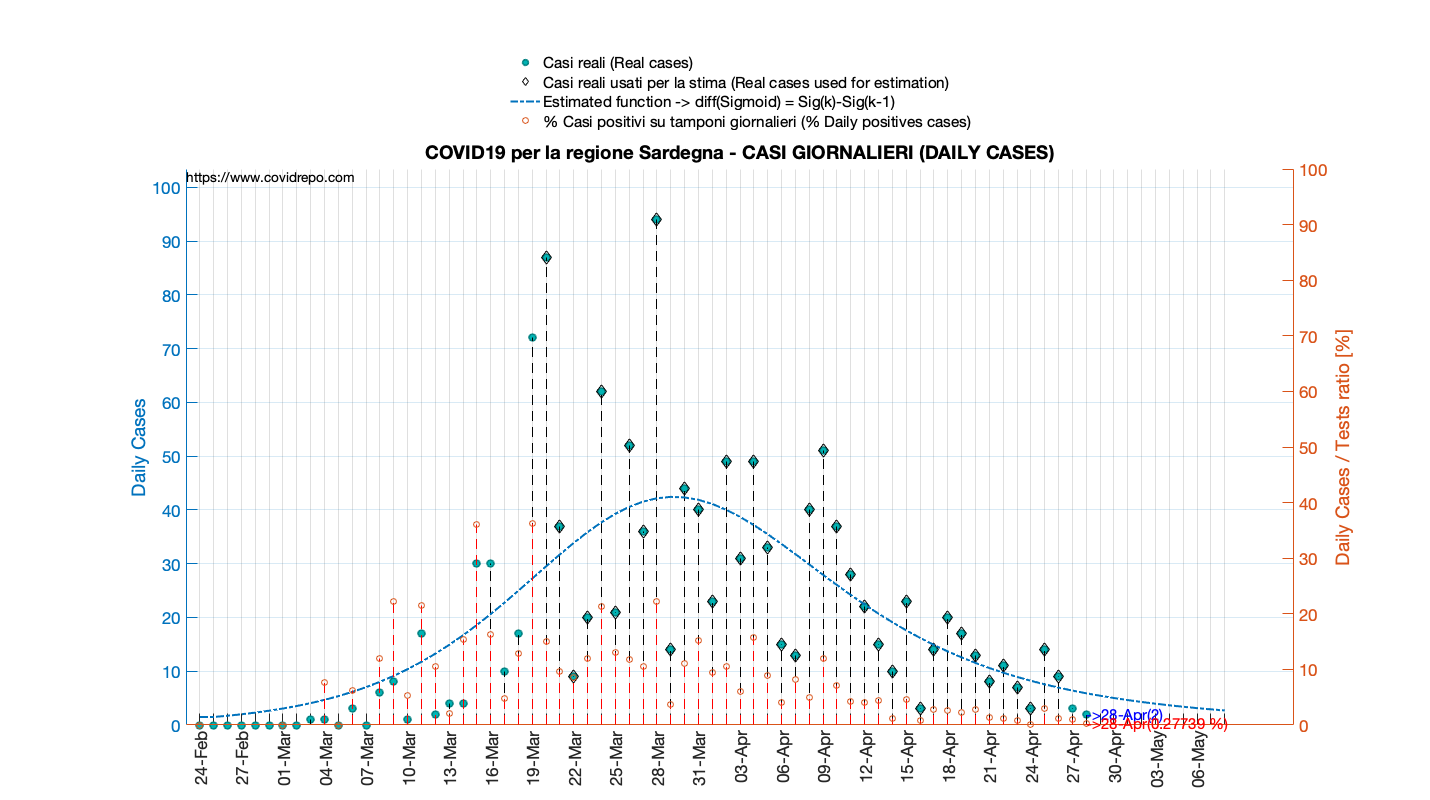 Casi reali (Real cases)
Casi reali usati per la stima (Real cases used for estimation)
Estimated function -> diff(Sigmoid) = Sig(k)-Sig(k-1)
% Casi positivi su tamponi giornalieri (% Daily positives cases)
COVID19 per la regione Sardegna - CASI GIORNALIERI (DAILY CASES)
https://www.covidrepo.com
Daily Cases
100
90
80
70
60
50
40
30
20
10
0
Daily Cases / Tests ratio [%]
100
90
80
70
60
50
40
30
20
10
0
>28-Apr(2)
>28-Apr(0.27739 %)
24-Feb
27-Feb
01-Mar
04-Mar
07-Mar
10-Mar
13-Mar
16-Mar
19-Mar
22-Mar
25-Mar
28-Mar
31-Mar
03-Apr
06-Apr
09-Apr
12-Apr
15-Apr
18-Apr
21-Apr
24-Apr
27-Apr
30-Apr
03-May
06-May